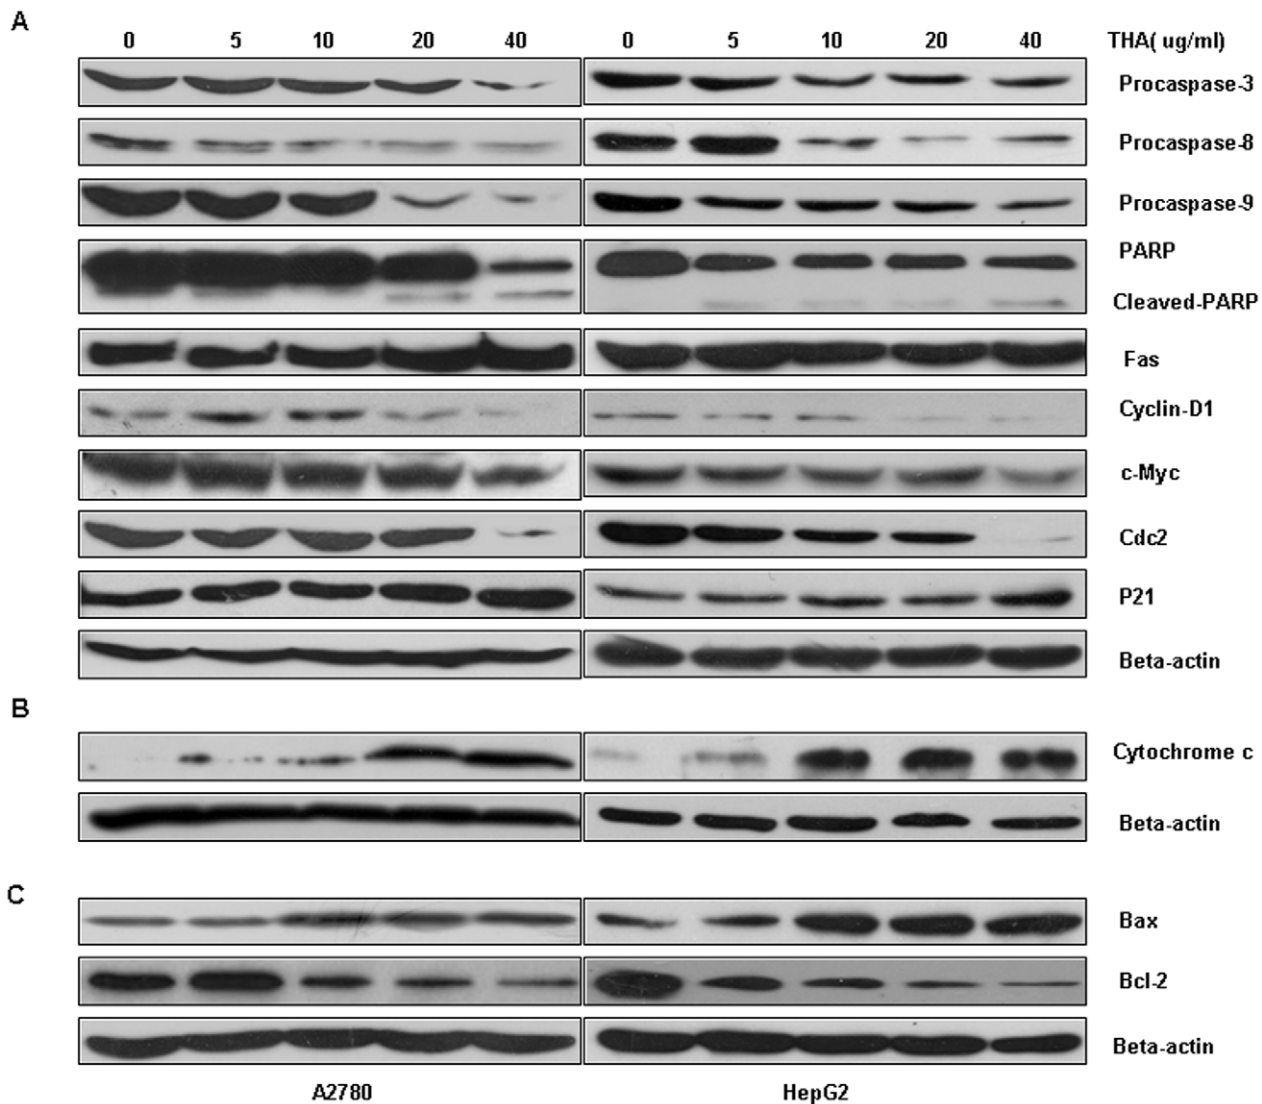 A
0 5 10 20 40 0 5 10 20 40 THA( ug/ml)
Procaspase-3
Procaspase-8
Procaspase-9
PARP
Cleaved-PARP
Fas
Cyclin-D1
c-Myc
Cdc2
P21
Beta-actin
B
Cytochrome c
Beta-actin
C
Bax
Bcl-2
Beta-actin
A2780 HepG2